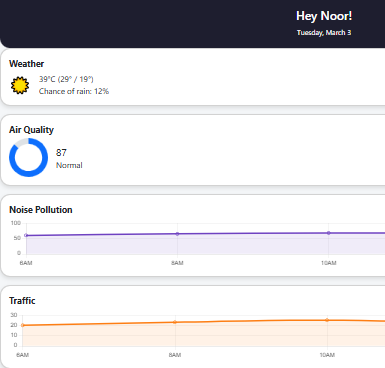 Hey Noor!
Tuesday, March 3
Weather
39°C (29° / 19°)
Chance of rain: 12%
Air Quality
87
Normal
Noise Pollution
100
50
0
6AM 8AM 10AM
Traffic
30
20
10
0
6AM 8AM 10AM